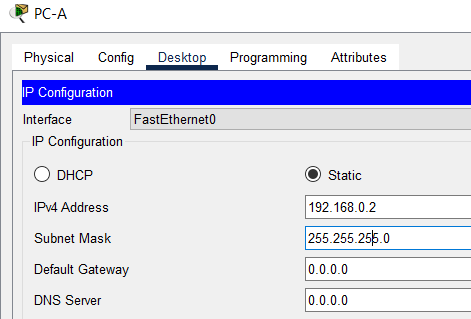 PC-A
Physical Config Desktop Programming Attributes
IP Configuration
Interface FastEthernet0
IP Configuration
DHCP Static
IPv4 Address 192.168.0.2
Subnet Mask 255.255.255.0
Default Gateway 0.0.0.0
DNS Server 0.0.0.0